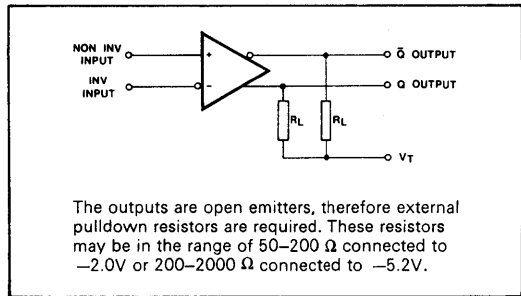 NON INV
INPUT
+
Q̄ OUTPUT
INV
INPUT
−
Q OUTPUT
RL
RL
VT
The outputs are open emitters, therefore external
pulldown resistors are required. These resistors
may be in the range of 50–200 Ω connected to
—2.0V or 200–2000 Ω connected to —5.2V.